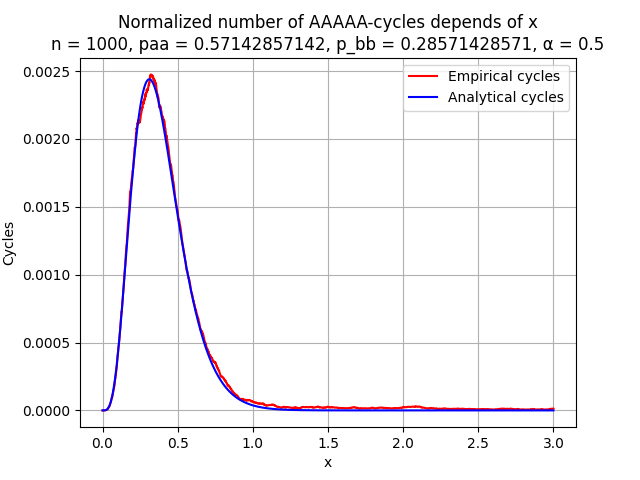 Normalized number of AAAAA-cycles depends of x
n = 1000, paa = 0.57142857142, p_bb = 0.28571428571, α = 0.5
Empirical cycles
Analytical cycles
0.0025
0.0020
0.0015
0.0010
0.0005
0.0000
Cycles
0.0 0.5 1.0 1.5 2.0 2.5 3.0
x